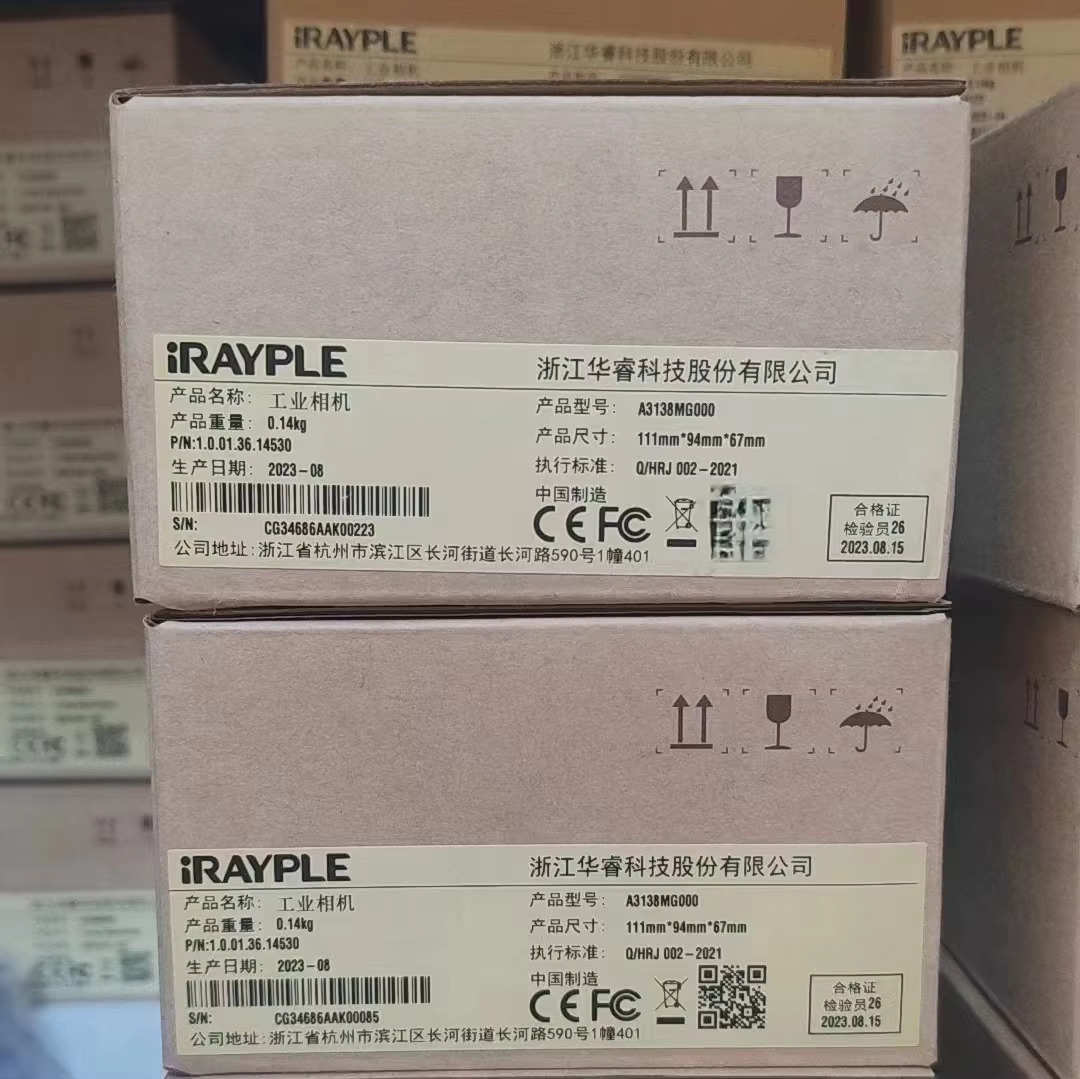 iRAYPLE
浙江华睿科技股份有限公司
工业相机
iRAYPLE
工业相机
iRAYPLE
浙江华睿科技股份有限公司
产品名称: 工业相机
产品型号: A3138MG000
产品重量: 0.14kg
产品尺寸: 111mm*94mm*67mm
P/N:1.0.01.36.14530
执行标准: Q/HRJ 002-2021
生产日期: 2023-08
中国制造
CE FC
S/N: CG34686AAK00223
合格证
检验员26
2023.08.15
公司地址:浙江省杭州市滨江区长河街道长河路590号1幢401
iRAYPLE
浙江华睿科技股份有限公司
产品名称: 工业相机
产品型号: A3138MG000
产品重量: 0.14kg
产品尺寸: 111mm*94mm*67mm
P/N:1.0.01.36.14530
执行标准: Q/HRJ 002-2021
生产日期: 2023-08
中国制造
CE FC
S/N: CG34686AAK00085
合格证
检验员26
2023.08.15
公司地址:浙江省杭州市滨江区长河街道长河路590号1幢401